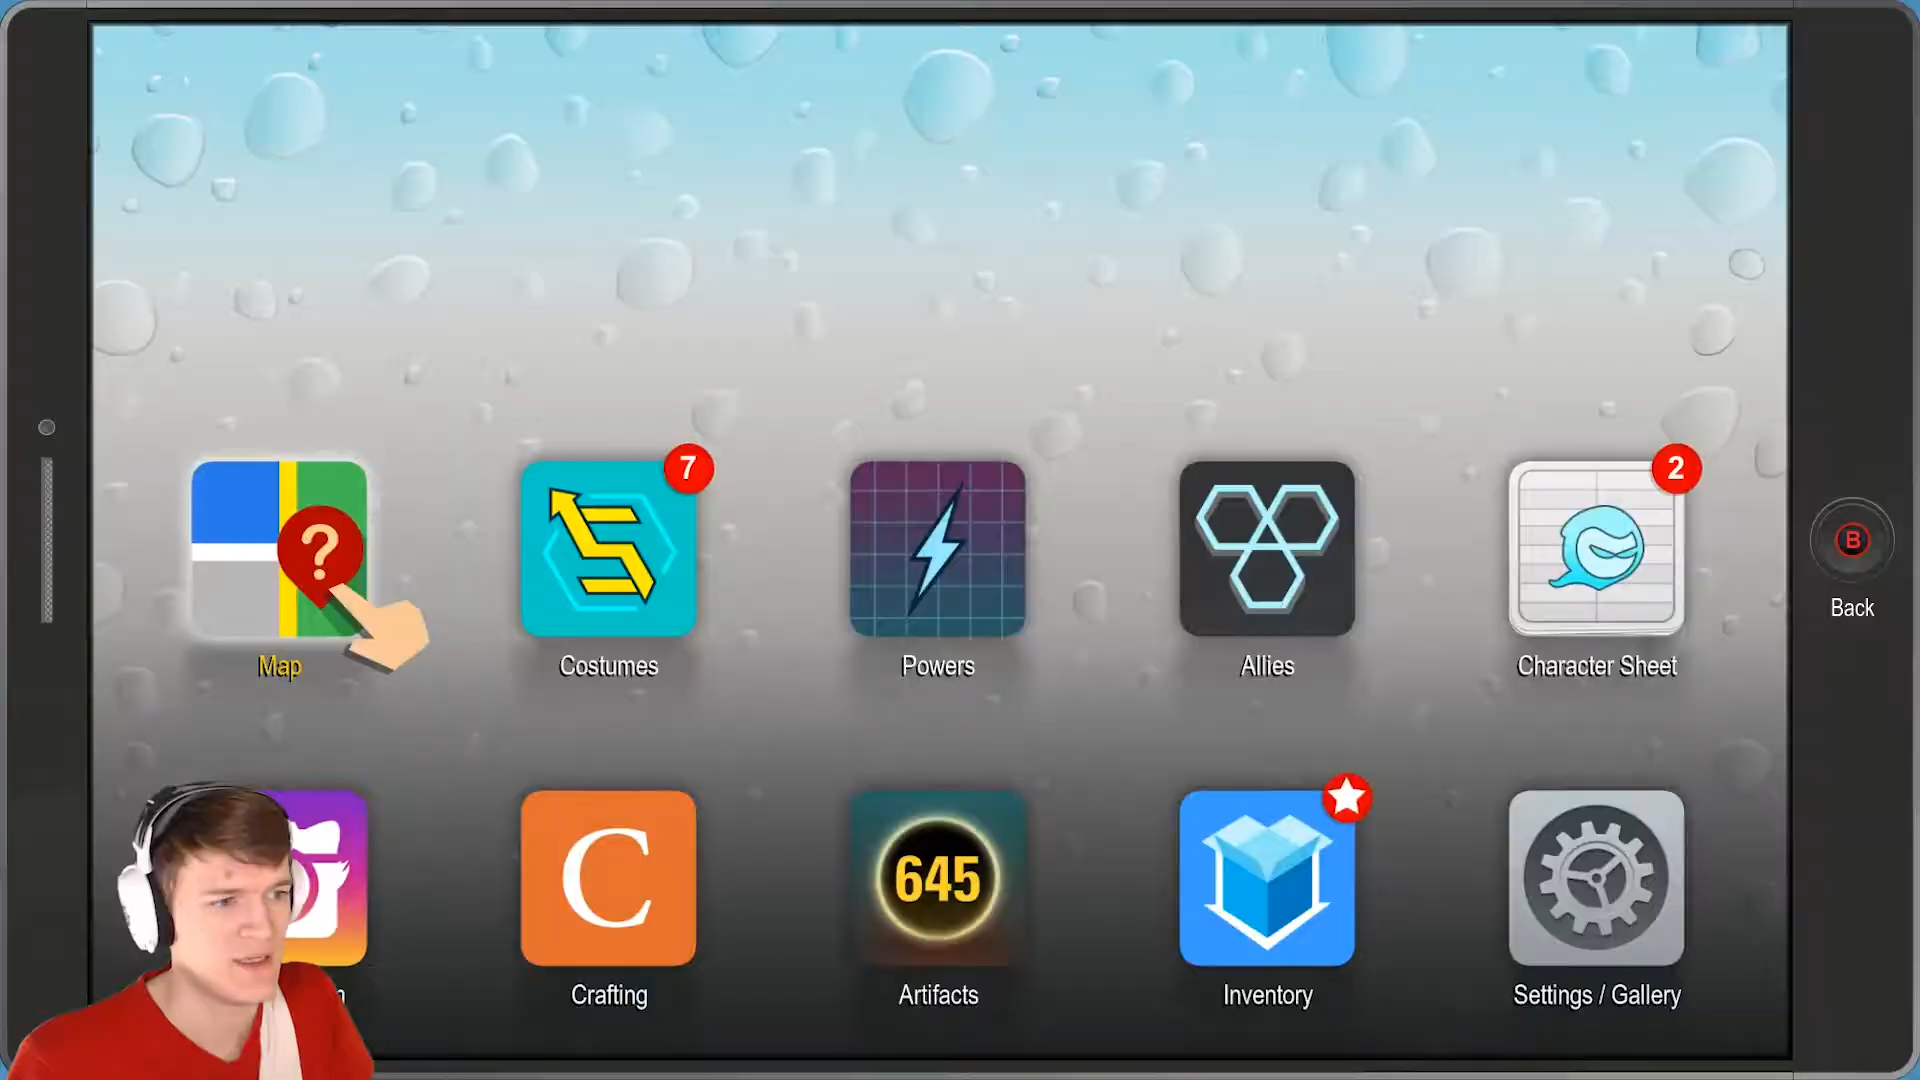 7
2
?
B
Back
Map
Costumes
Powers
Allies
Character Sheet
C
645
Crafting
Artifacts
Inventory
Settings / Gallery